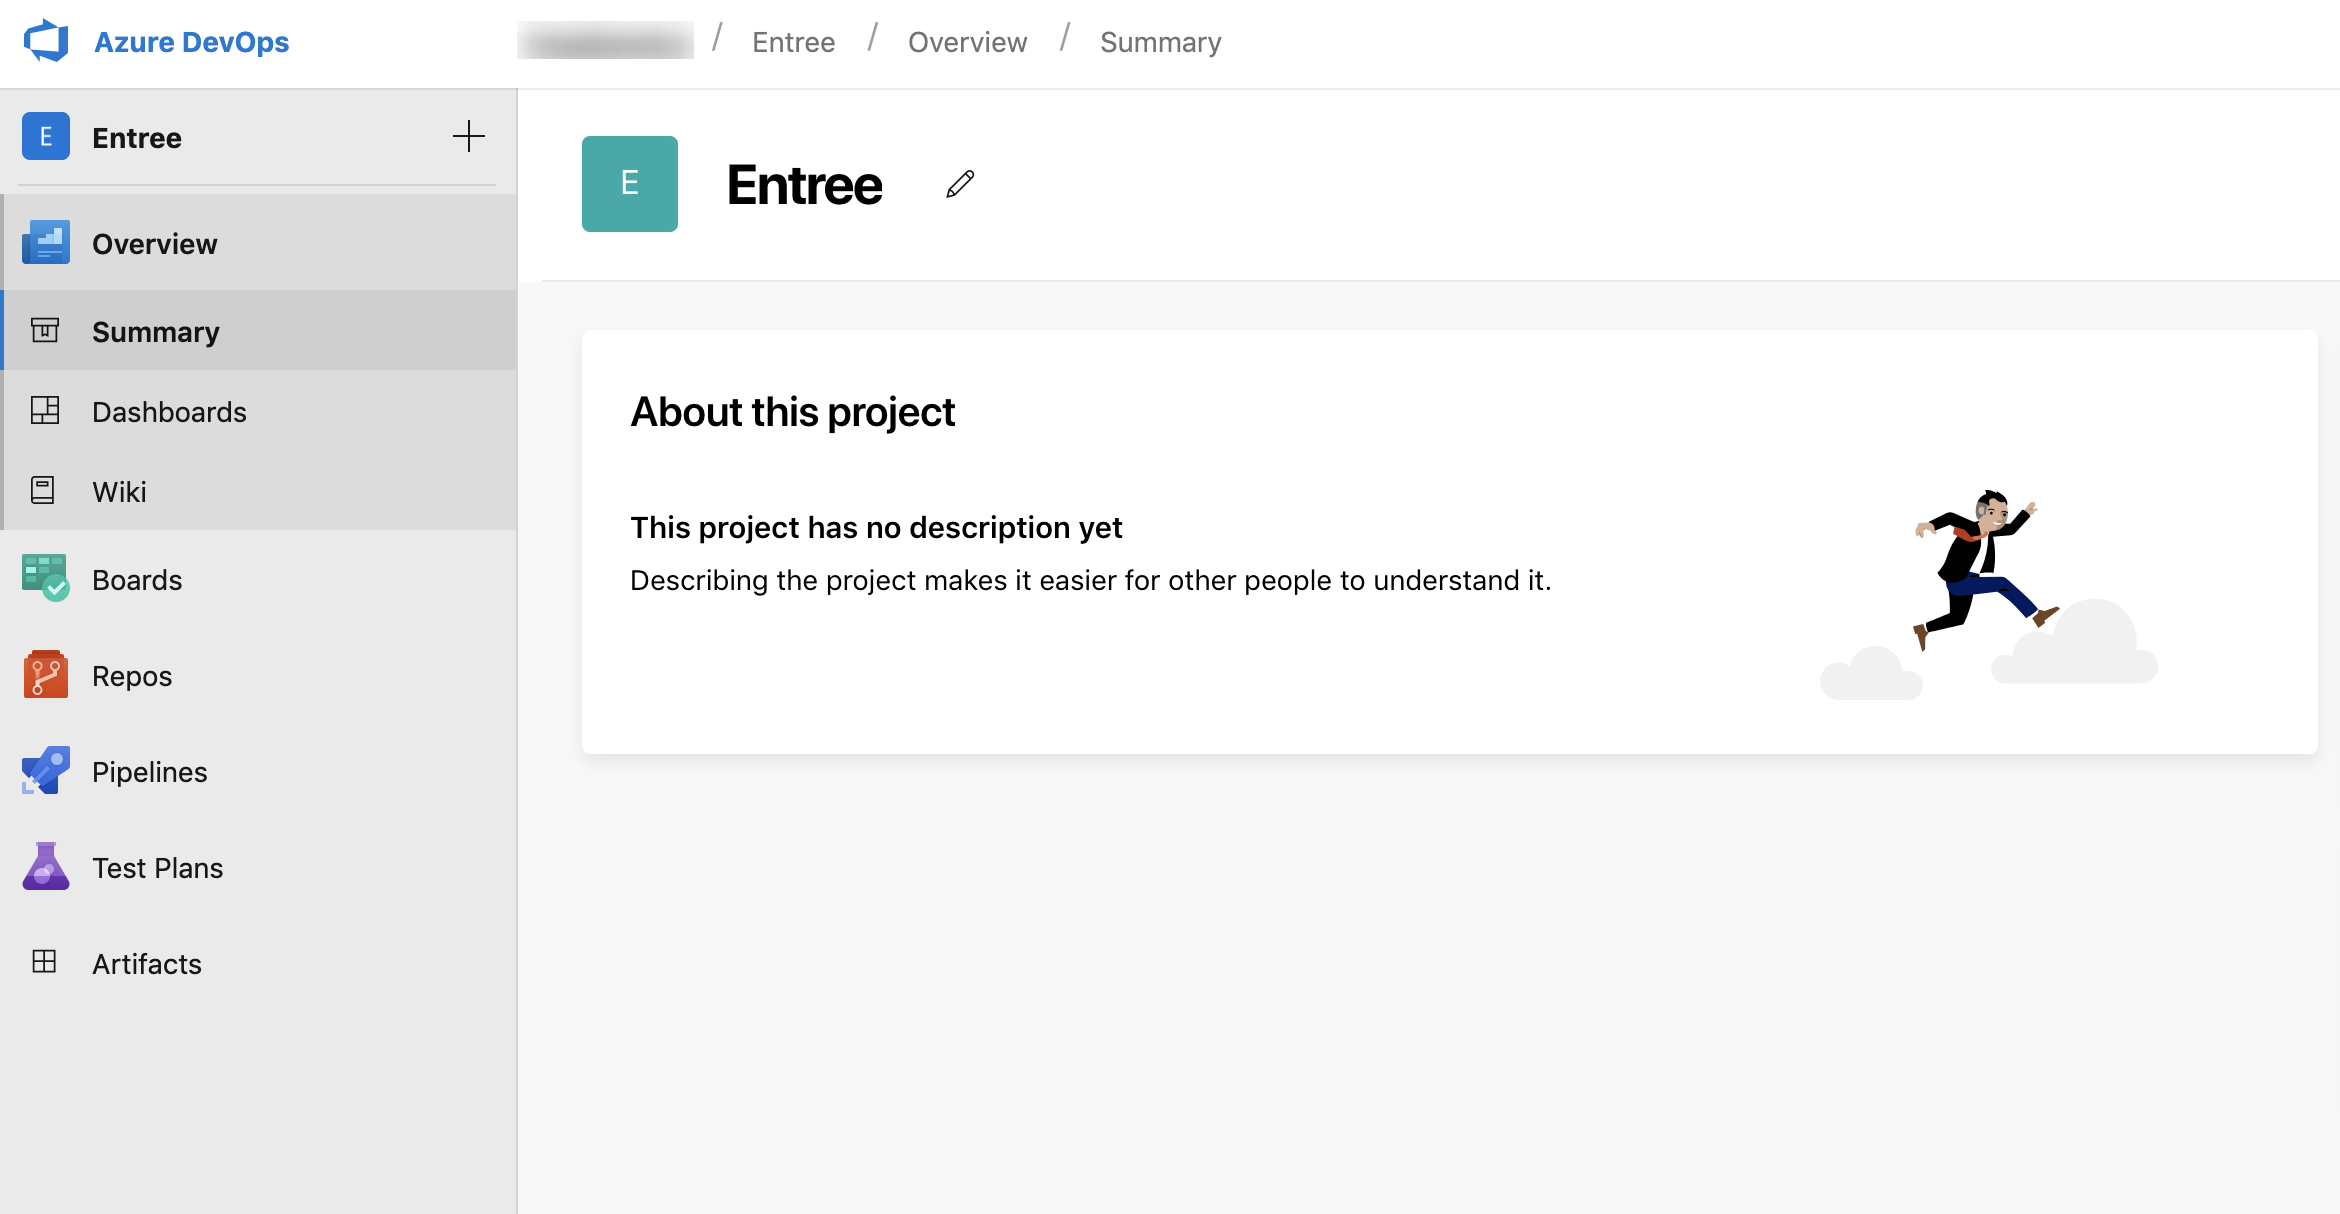 Azure DevOps
/ Entree / Overview / Summary
E Entree
Overview
Summary
Dashboards
Wiki
Boards
Repos
Pipelines
Test Plans
Artifacts
E Entree
About this project
This project has no description yet
Describing the project makes it easier for other people to understand it.